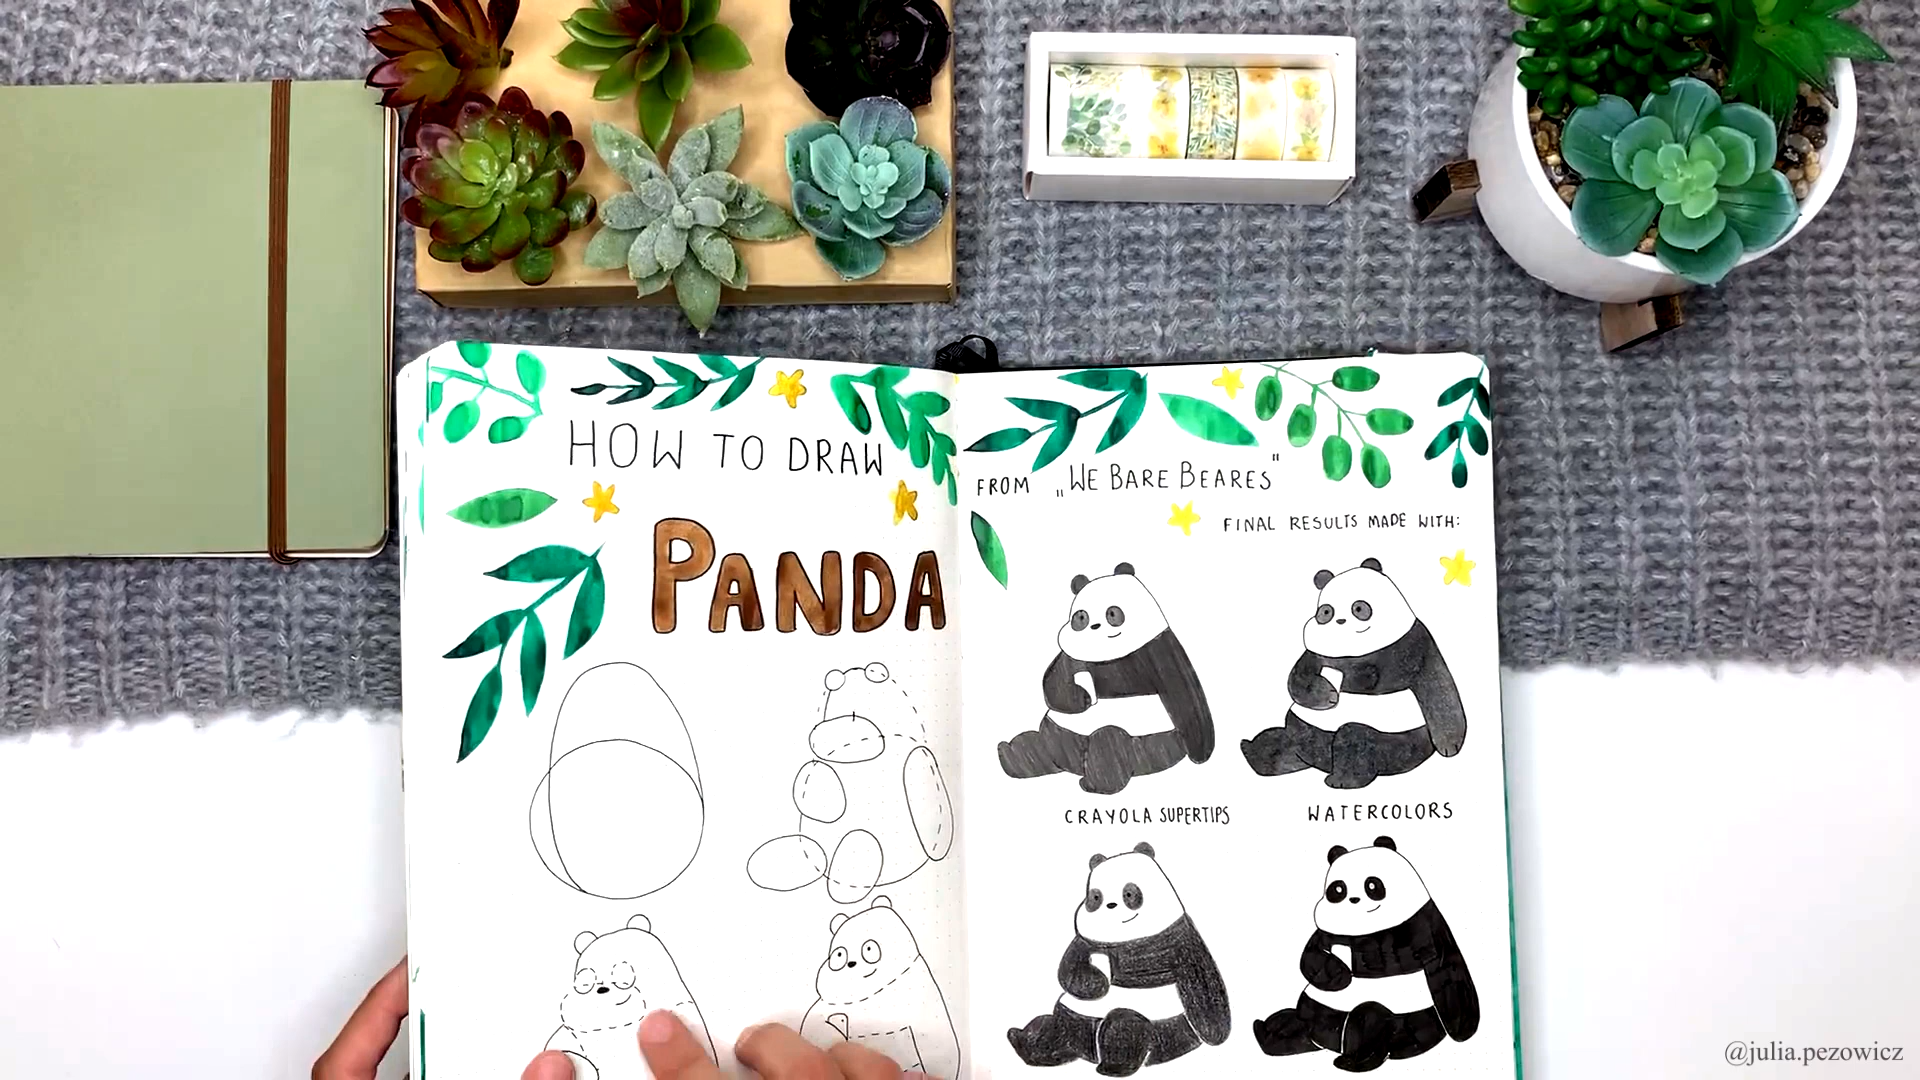 HOW TO DRAW
PANDA
FROM „WE BARE BEARES"
FINAL RESULTS MADE WITH:
CRAYOLA SUPERTIPS
WATERCOLORS
@julia.pezowicz